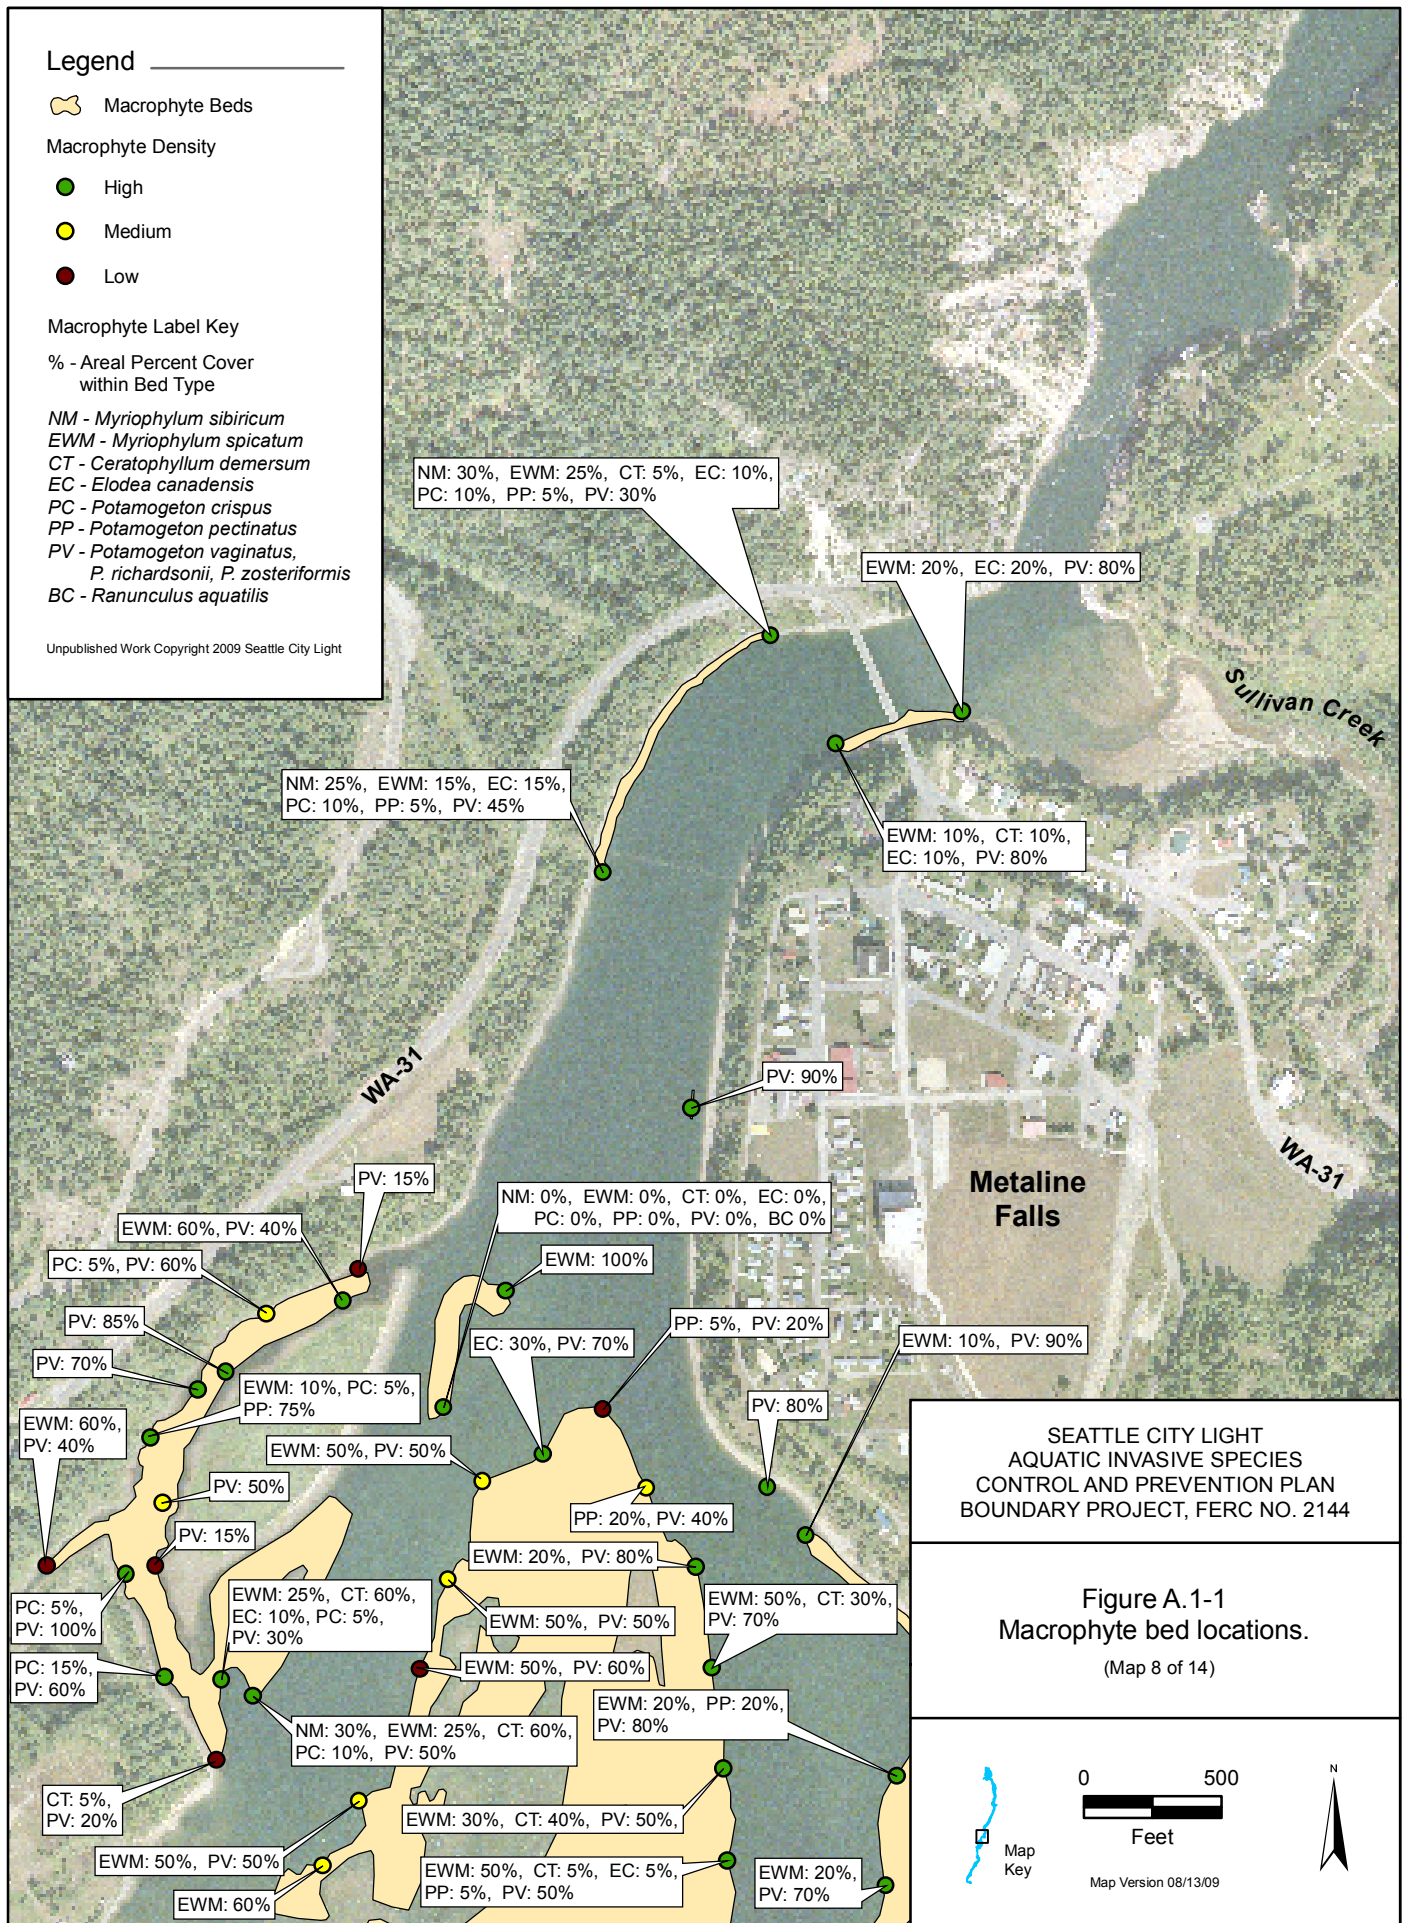 Legend
Macrophyte Beds
Macrophyte Density
High
Medium
Low
Macrophyte Label Key
% - Areal Percent Cover
within Bed Type
NM - Myriophylum sibiricum
EWM - Myriophylum spicatum
CT - Ceratophyllum demersum
EC - Elodea canadensis
PC - Potamogeton crispus
PP - Potamogeton pectinatus
PV - Potamogeton vaginatus,
P. richardsonii, P. zosteriformis
BC - Ranunculus aquatilis
Unpublished Work Copyright 2009 Seattle City Light
NM: 30%, EWM: 25%, CT: 5%, EC: 10%,
PC: 10%, PP: 5%, PV: 30%
EWM: 20%, EC: 20%, PV: 80%
Sullivan Creek
NM: 25%, EWM: 15%, EC: 15%,
PC: 10%, PP: 5%, PV: 45%
EWM: 10%, CT: 10%,
EC: 10%, PV: 80%
WA-31
PV: 90%
WA-31
Metaline
Falls
PV: 15%
NM: 0%, EWM: 0%, CT: 0%, EC: 0%,
PC: 0%, PP: 0%, PV: 0%, BC 0%
EWM: 60%, PV: 40%
PC: 5%, PV: 60%
EWM: 100%
PV: 85%
PP: 5%, PV: 20%
EC: 30%, PV: 70%
EWM: 10%, PV: 90%
PV: 70%
EWM: 10%, PC: 5%,
PP: 75%
PV: 80%
EWM: 60%,
PV: 40%
EWM: 50%, PV: 50%
PV: 50%
PP: 20%, PV: 40%
PV: 15%
EWM: 20%, PV: 80%
PC: 5%,
PV: 100%
EWM: 25%, CT: 60%,
EC: 10%, PC: 5%,
PV: 30%
EWM: 50%, PV: 50%
EWM: 50%, CT: 30%,
PV: 70%
PC: 15%,
PV: 60%
EWM: 50%, PV: 60%
EWM: 20%, PP: 20%,
PV: 80%
NM: 30%, EWM: 25%, CT: 60%,
PC: 10%, PV: 50%
CT: 5%,
PV: 20%
EWM: 30%, CT: 40%, PV: 50%,
EWM: 50%, PV: 50%
EWM: 50%, CT: 5%, EC: 5%,
PP: 5%, PV: 50%
EWM: 20%,
PV: 70%
EWM: 60%
SEATTLE CITY LIGHT
AQUATIC INVASIVE SPECIES
CONTROL AND PREVENTION PLAN
BOUNDARY PROJECT, FERC NO. 2144
Figure A.1-1
Macrophyte bed locations.
(Map 8 of 14)
Map
Key
0 500
Feet
Map Version 08/13/09
N